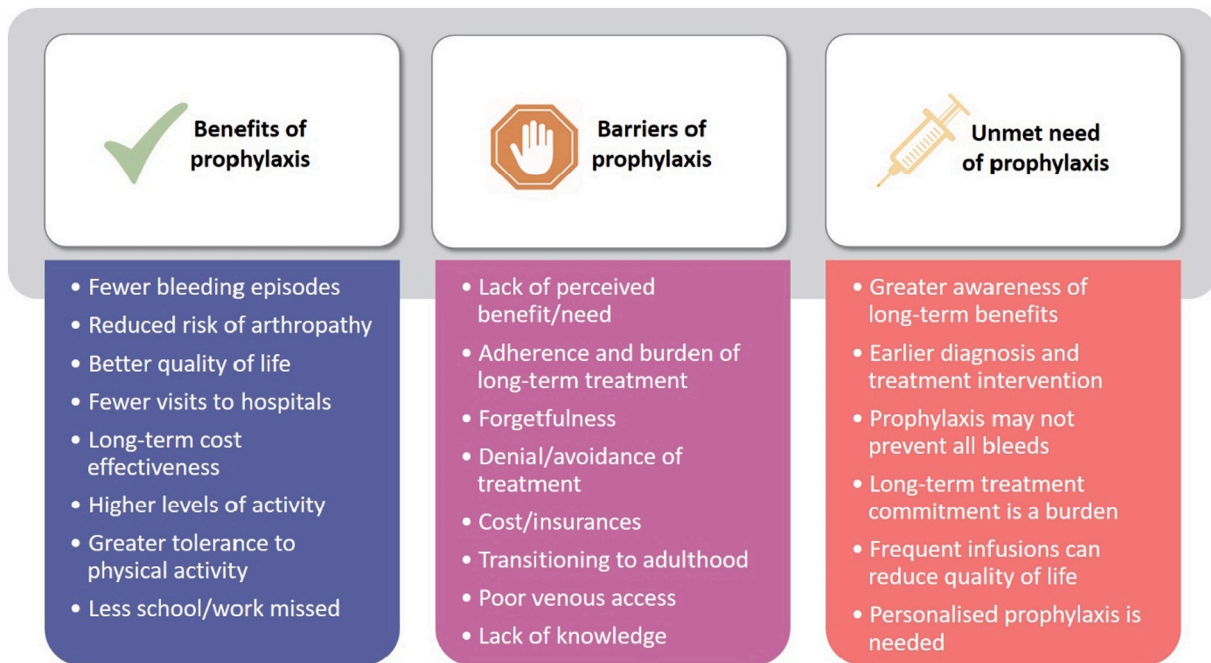 Benefits of
prophylaxis
• Fewer bleeding episodes
• Reduced risk of arthropathy
• Better quality of life
• Fewer visits to hospitals
• Long-term cost
effectiveness
• Higher levels of activity
• Greater tolerance to
physical activity
• Less school/work missed
Barriers of
prophylaxis
• Lack of perceived
benefit/need
• Adherence and burden of
long-term treatment
• Forgetfulness
• Denial/avoidance of
treatment
• Cost/insurances
• Transitioning to adulthood
• Poor venous access
• Lack of knowledge
Unmet need
of prophylaxis
• Greater awareness of
long-term benefits
• Earlier diagnosis and
treatment intervention
• Prophylaxis may not
prevent all bleeds
• Long-term treatment
commitment is a burden
• Frequent infusions can
reduce quality of life
• Personalised prophylaxis is
needed